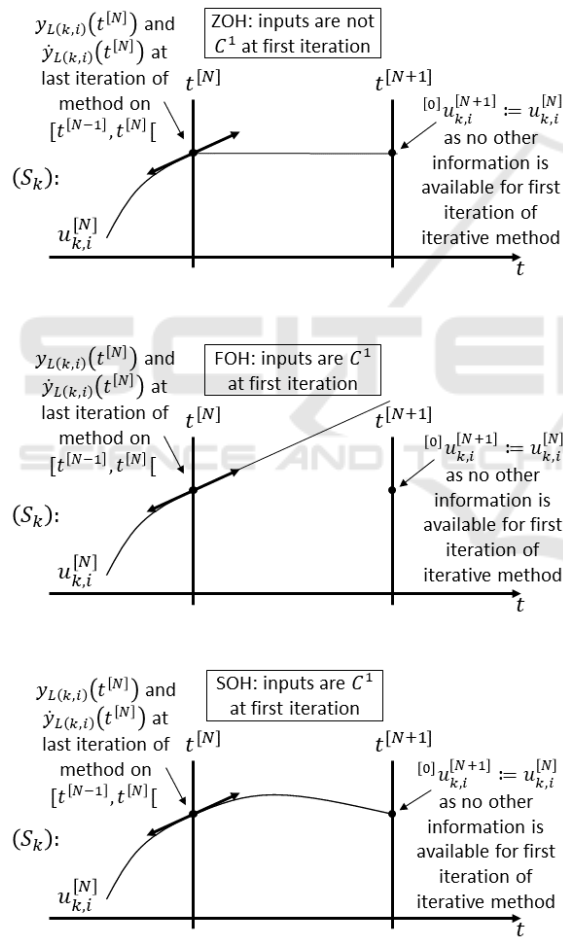 y_{L(k,i)}(t^{[N]}) and
ẏ_{L(k,i)}(t^{[N]}) at
last iteration of
method on
[t^{[N-1]}, t^{[N]}[
ZOH: inputs are not
C^1 at first iteration
t^{[N]}
t^{[N+1]}
^{[0]}u_{k,i}^{[N+1]} := u_{k,i}^{[N]}
as no other
information is
available for first
iteration of
iterative method
(S_k):
u_{k,i}^{[N]}
t
y_{L(k,i)}(t^{[N]}) and
ẏ_{L(k,i)}(t^{[N]}) at
last iteration of
method on
[t^{[N-1]}, t^{[N]}[
FOH: inputs are C^1
at first iteration
t^{[N]}
t^{[N+1]}
^{[0]}u_{k,i}^{[N+1]} := u_{k,i}^{[N]}
as no other
information is
available for first
iteration of
iterative method
(S_k):
u_{k,i}^{[N]}
t
y_{L(k,i)}(t^{[N]}) and
ẏ_{L(k,i)}(t^{[N]}) at
last iteration of
method on
[t^{[N-1]}, t^{[N]}[
SOH: inputs are C^1
at first iteration
t^{[N]}
t^{[N+1]}
^{[0]}u_{k,i}^{[N+1]} := u_{k,i}^{[N]}
as no other
information is
available for first
iteration of
iterative method
(S_k):
u_{k,i}^{[N]}
t
SCIENCE AND